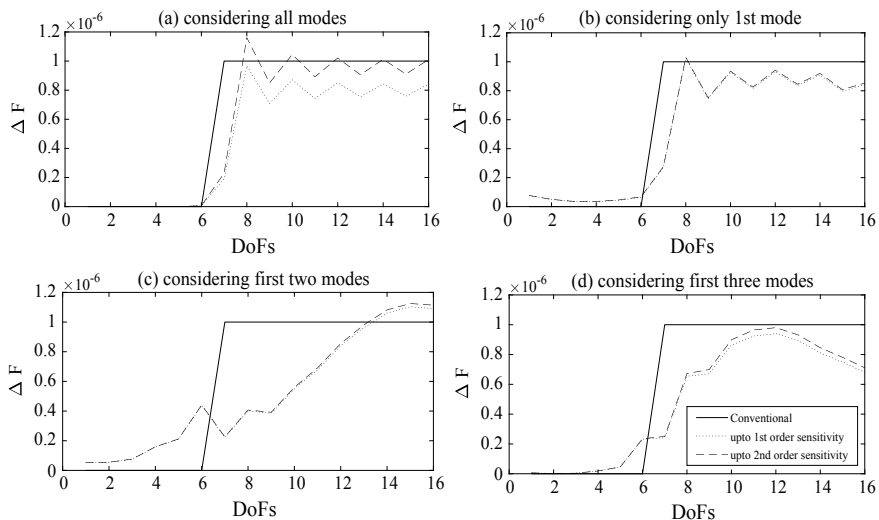 (a) considering all modes
×10⁻⁶
1.2
1
0.8
0.6
0.4
0.2
0
Δ F
0 2 4 6 8 10 12 14 16
DoFs
(b) considering only 1st mode
×10⁻⁶
1.2
1
0.8
0.6
0.4
0.2
0
Δ F
0 2 4 6 8 10 12 14 16
DoFs
(c) considering first two modes
×10⁻⁶
1.2
1
0.8
0.6
0.4
0.2
0
Δ F
0 2 4 6 8 10 12 14 16
DoFs
(d) considering first three modes
×10⁻⁶
1.2
1
0.8
0.6
0.4
0.2
0
Δ F
Conventional
upto 1st order sensitivity
upto 2nd order sensitivity
0 2 4 6 8 10 12 14 16
DoFs